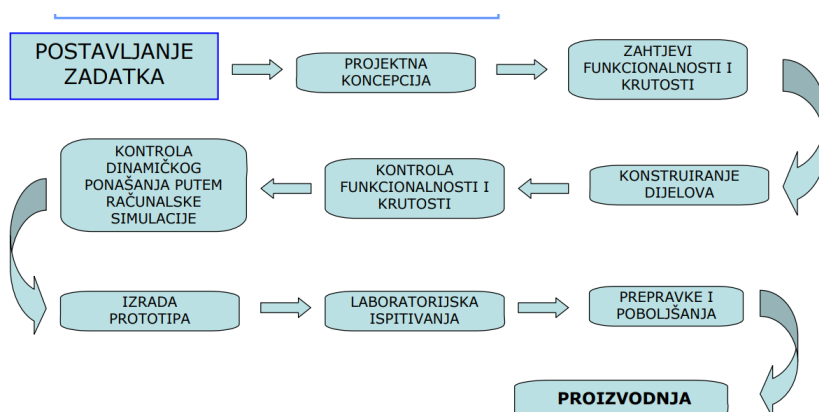 POSTAVLJANJE
ZADATKA
PROJEKTNA
KONCEPCIJA
ZAHTJEVI
FUNKCIONALNOSTI I
KRUTOSTI
KONSTRUIRANJE
DIJELOVA
KONTROLA
FUNKCIONALNOSTI I
KRUTOSTI
KONTROLA
DINAMIČKOG
PONAŠANJA PUTEM
RAČUNALSKE
SIMULACIJE
IZRADA
PROTOTIPA
LABORATORIJSKA
ISPITIVANJA
PREPRAVKE I
POBOLJŠANJA
PROIZVODNJA